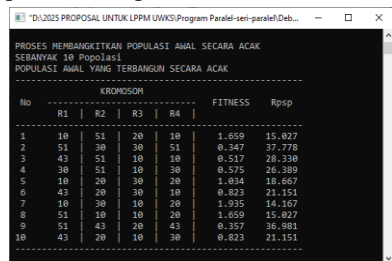 "D:\2025 PROPOSAL UNTUK LPPM UWKS\Program Paralel-seri-paralel\Deb...
PROSES MEMBANGKITKAN POPULASI AWAL SECARA ACAK
SEBANYAK 10 Popolasi
POPULASI AWAL YANG TERBANGUN SECARA ACAK
KROMOSOM
No FITNESS Rpsp
R1 | R2 | R3 | R4 |
1 10 | 51 | 20 | 10 | 1.659 15.027
2 51 | 30 | 30 | 51 | 0.347 37.778
3 43 | 51 | 10 | 10 | 0.517 28.330
4 30 | 51 | 10 | 30 | 0.575 26.389
5 10 | 20 | 30 | 20 | 1.034 18.667
6 43 | 20 | 30 | 10 | 0.823 21.151
7 10 | 30 | 10 | 20 | 1.935 14.167
8 51 | 10 | 10 | 20 | 1.659 15.027
9 51 | 43 | 20 | 43 | 0.357 36.981
10 43 | 20 | 10 | 30 | 0.823 21.151